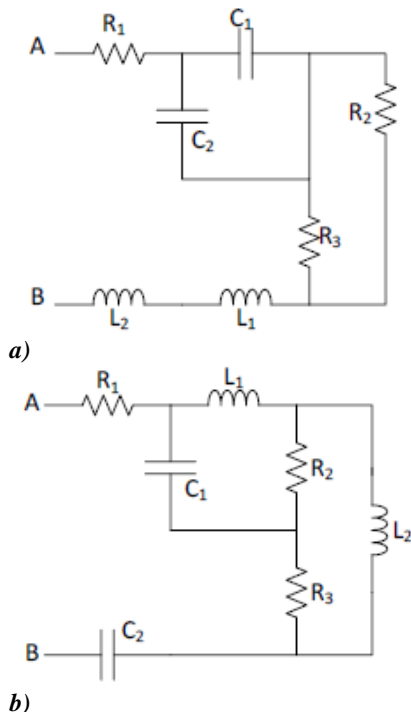 A R₁ C₁
R₂
C₂
R₃
B L₂ L₁
a)
A R₁ L₁
R₂
C₁
L₂
R₃
B C₂
b)